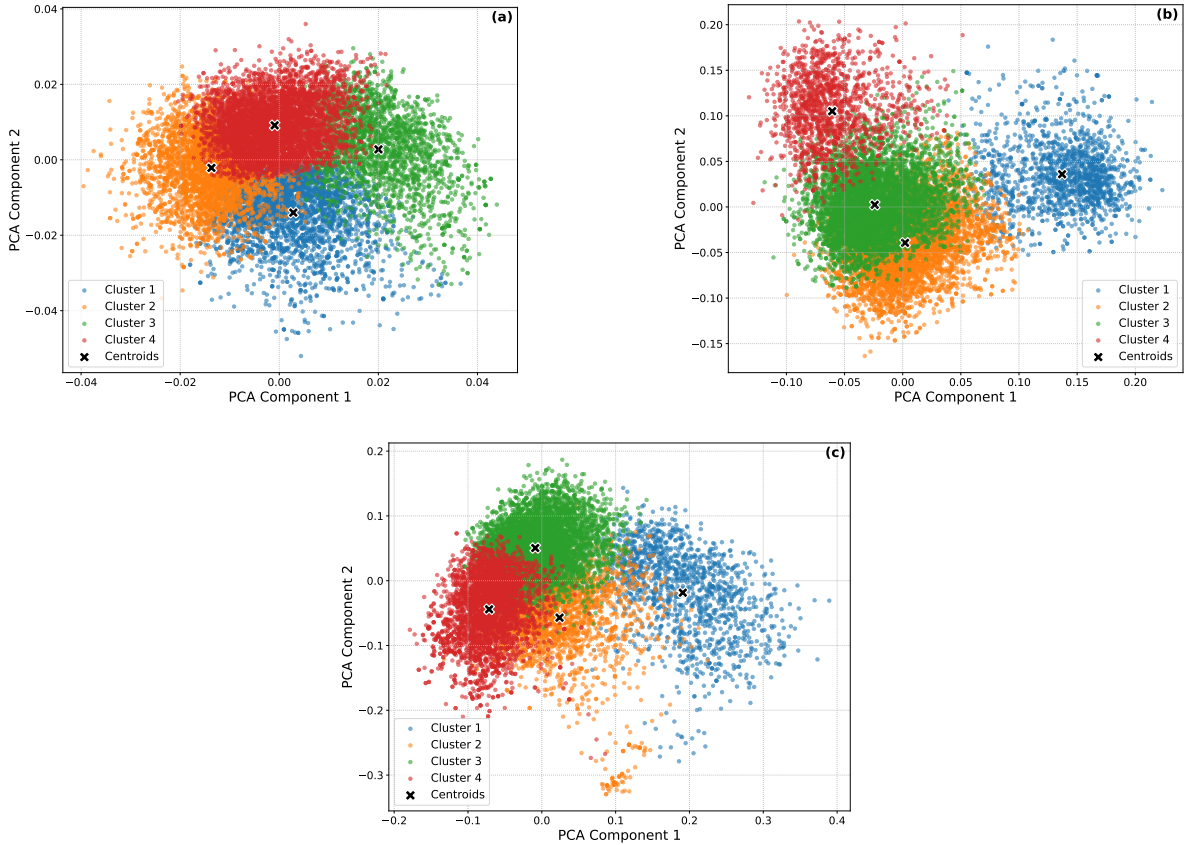 (a)
0.04
0.02
0.00
−0.02
−0.04
PCA Component 2
Cluster 1
Cluster 2
Cluster 3
Cluster 4
Centroids
−0.04 −0.02 0.00 0.02 0.04
PCA Component 1
(b)
0.20
0.15
0.10
0.05
0.00
−0.05
−0.10
−0.15
PCA Component 2
Cluster 1
Cluster 2
Cluster 3
Cluster 4
Centroids
−0.10 −0.05 0.00 0.05 0.10 0.15 0.20
PCA Component 1
(c)
0.2
0.1
0.0
−0.1
−0.2
−0.3
PCA Component 2
Cluster 1
Cluster 2
Cluster 3
Cluster 4
Centroids
−0.2 −0.1 0.0 0.1 0.2 0.3 0.4
PCA Component 1